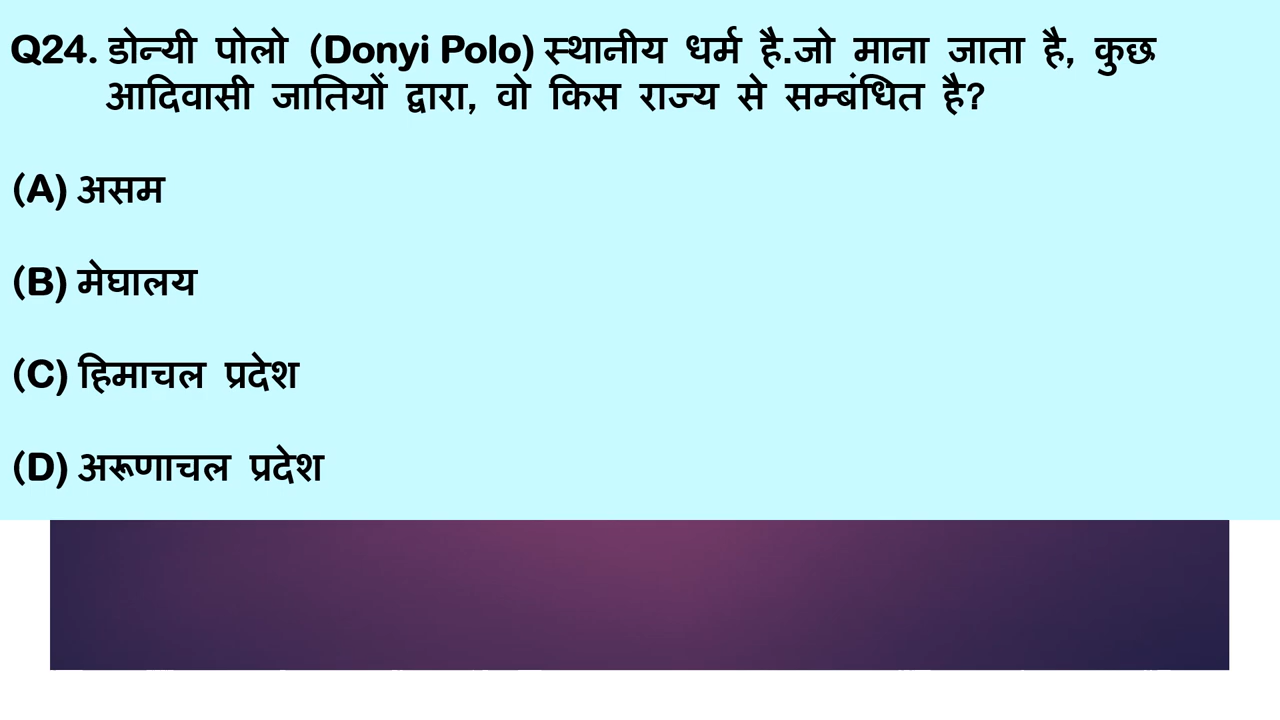 Q24. डोन्यी पोलो (Donyi Polo) स्थानीय धर्म है.जो माना जाता है, कुछ
आदिवासी जातियों द्वारा, वो किस राज्य से सम्बंधित है?
(A) असम
(B) मेघालय
(C) हिमाचल प्रदेश
(D) अरूणाचल प्रदेश